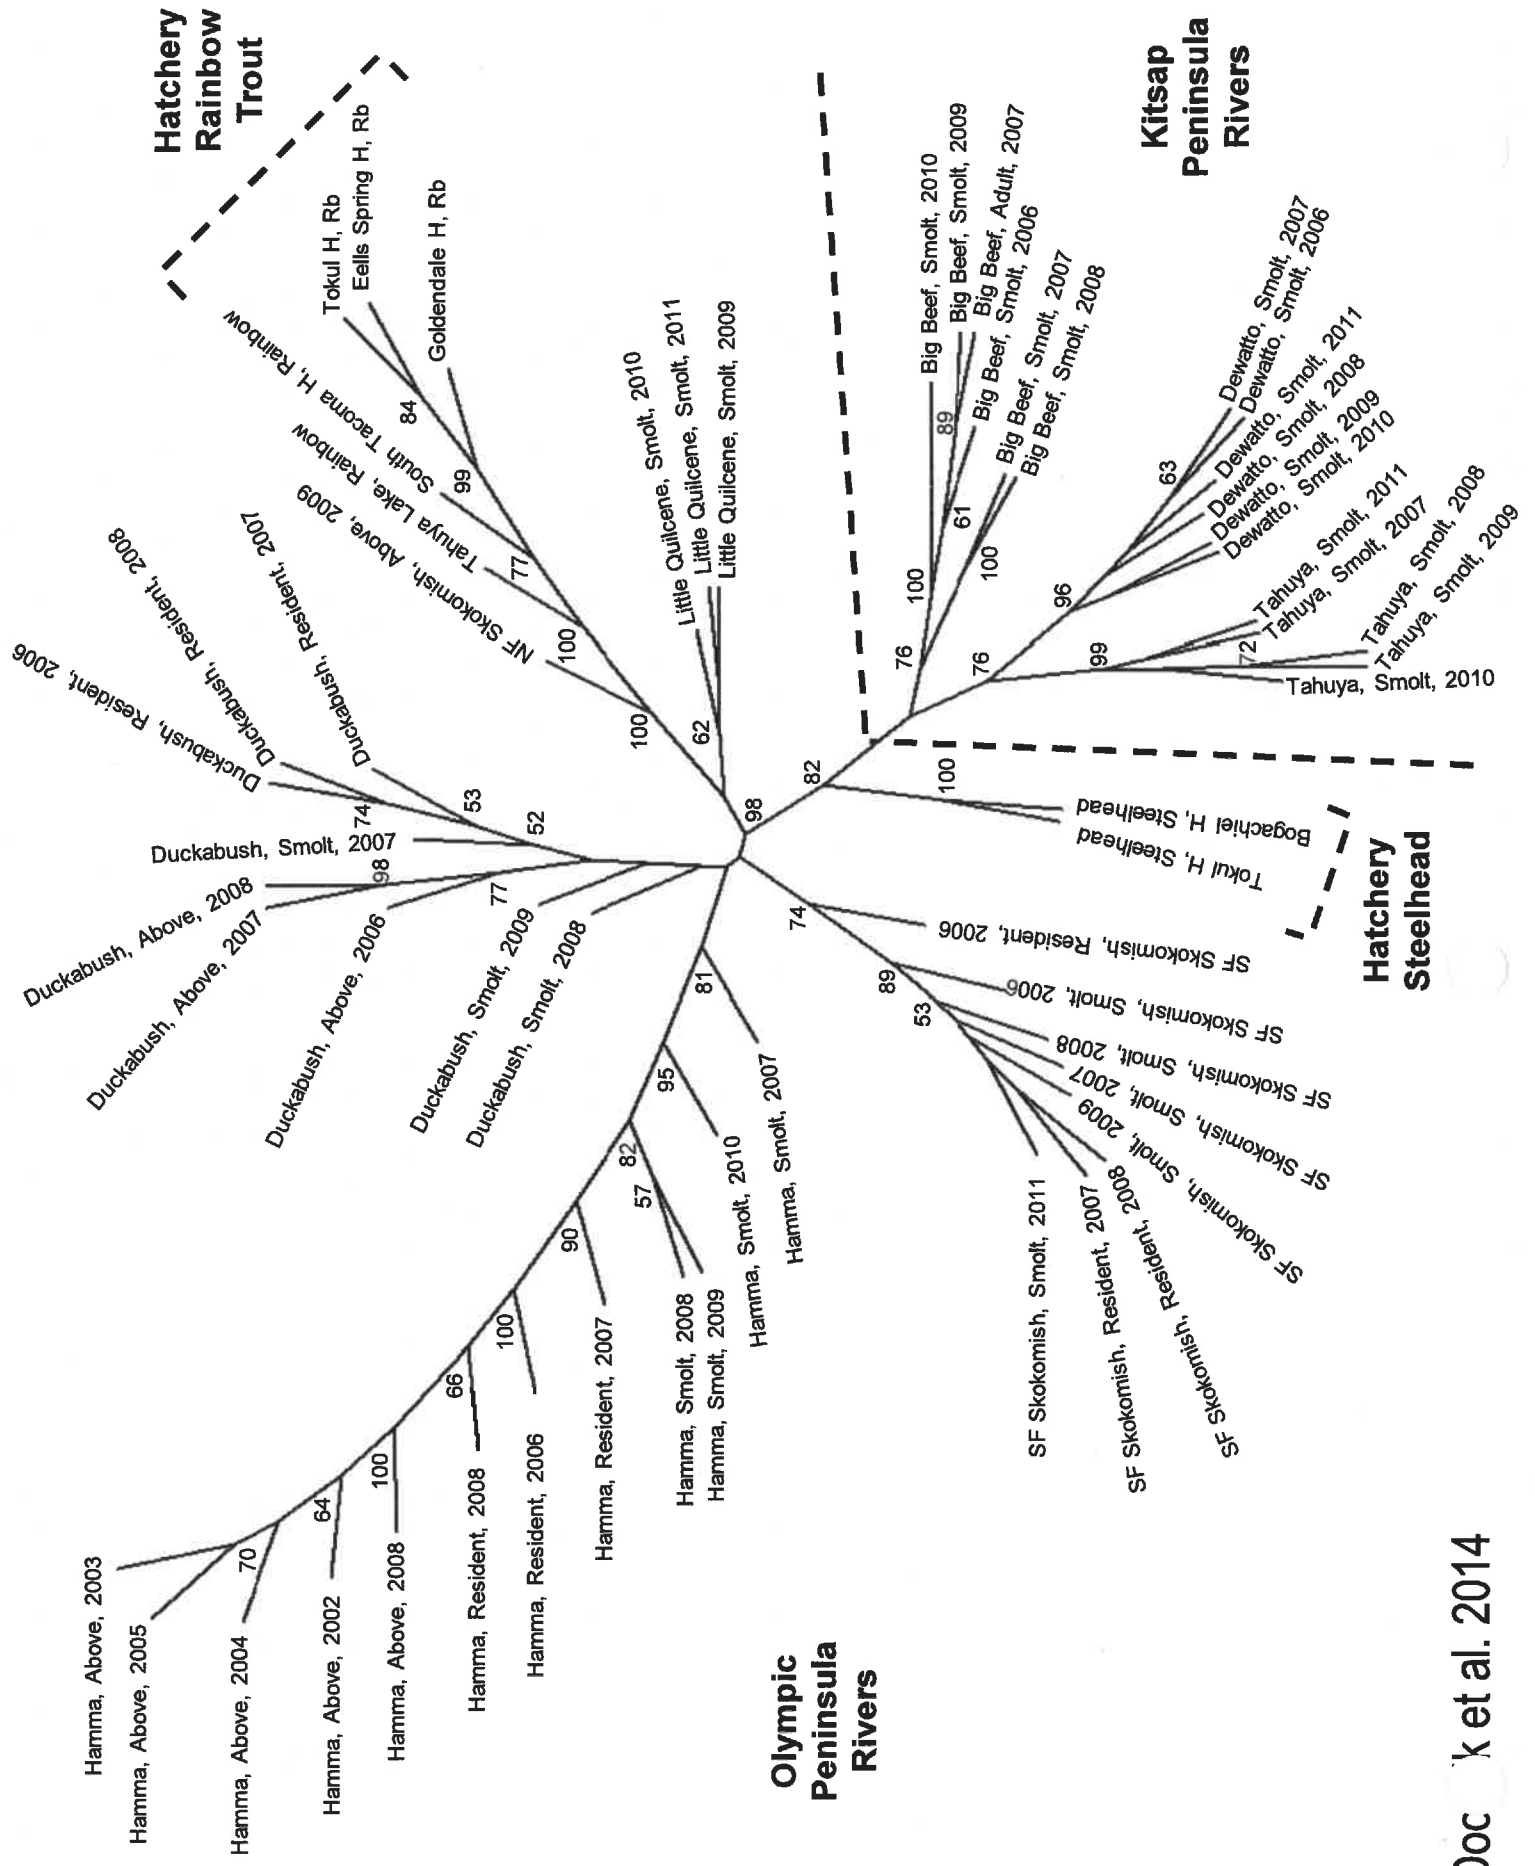 Hatchery
Rainbow
Trout
Tokul H, Rb
Eells Spring H, Rb
Goldendale H, Rb
84
99
South Tacoma H, Rainbow
77
Tahuya Lake, Rainbow
100
NF Skokomish, Above, 2009
100
Little Quilcene, Smolt, 2010
Little Quilcene, Smolt, 2011
Little Quilcene, Smolt, 2009
62
98
Kitsap
Peninsula
Rivers
Big Beef, Smolt, 2010
Big Beef, Smolt, 2009
Big Beef, Adult, 2007
Big Beef, Smolt, 2006
Big Beef, Smolt, 2007
Big Beef, Smolt, 2008
89
61
100
100
76
76
Dewatto, Smolt, 2007
Dewatto, Smolt, 2006
Dewatto, Smolt, 2011
Dewatto, Smolt, 2008
Dewatto, Smolt, 2009
Dewatto, Smolt, 2010
63
96
Tahuya, Smolt, 2011
Tahuya, Smolt, 2007
Tahuya, Smolt, 2008
Tahuya, Smolt, 2009
Tahuya, Smolt, 2010
99
72
82
100
Bogachiel H, Steelhead
Tokul H, Steelhead
Hatchery
Steelhead
74
SF Skokomish, Resident, 2006
89
SF Skokomish, Smolt, 2006
53
SF Skokomish, Smolt, 2008
SF Skokomish, Smolt, 2007
SF Skokomish, Smolt, 2009
SF Skokomish, Resident, 2008
SF Skokomish, Resident, 2007
SF Skokomish, Smolt, 2011
Duckabush, Resident, 2006
Duckabush, Resident, 2008
Duckabush, Resident, 2007
74
53
52
Duckabush, Smolt, 2007
Duckabush, Above, 2008
Duckabush, Above, 2007
98
77
Duckabush, Above, 2006
Duckabush, Smolt, 2009
Duckabush, Smolt, 2008
81
Hamma, Smolt, 2007
95
Hamma, Smolt, 2010
82
57
Hamma, Smolt, 2009
Hamma, Smolt, 2008
90
Hamma, Resident, 2007
100
Hamma, Resident, 2006
66
Hamma, Resident, 2008
100
Hamma, Above, 2008
64
Hamma, Above, 2002
70
Hamma, Above, 2004
Hamma, Above, 2005
Hamma, Above, 2003
Olympic
Peninsula
Rivers
k et al. 2014